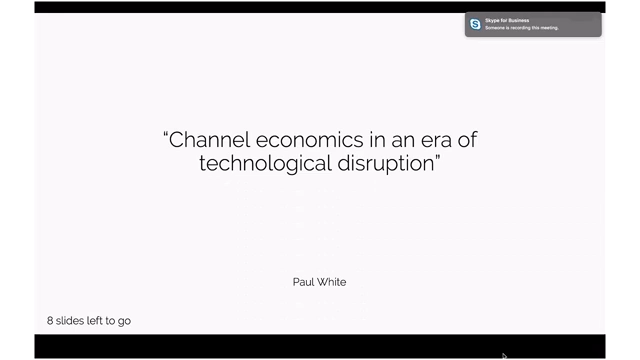 Skype for Business
Someone is recording this meeting.
“Channel economics in an era of
technological disruption”
Paul White
8 slides left to go